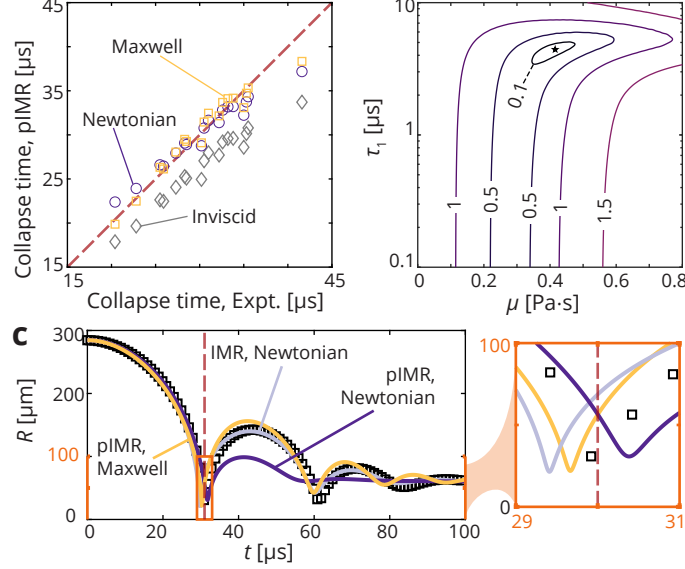 Collapse time, pIMR [µs]
45
35
25
15
Maxwell
Newtonian
Inviscid
15
45
Collapse time, Expt. [µs]
τ1 [µs]
10
1
0.1
0.1
1
0.5
0.5
1
1.5
0
0.2
0.4
0.6
0.8
µ [Pa·s]
c
R [µm]
300
200
100
0
IMR, Newtonian
pIMR,
Newtonian
pIMR,
Maxwell
0
20
40
60
80
100
t [µs]
100
0
29
31